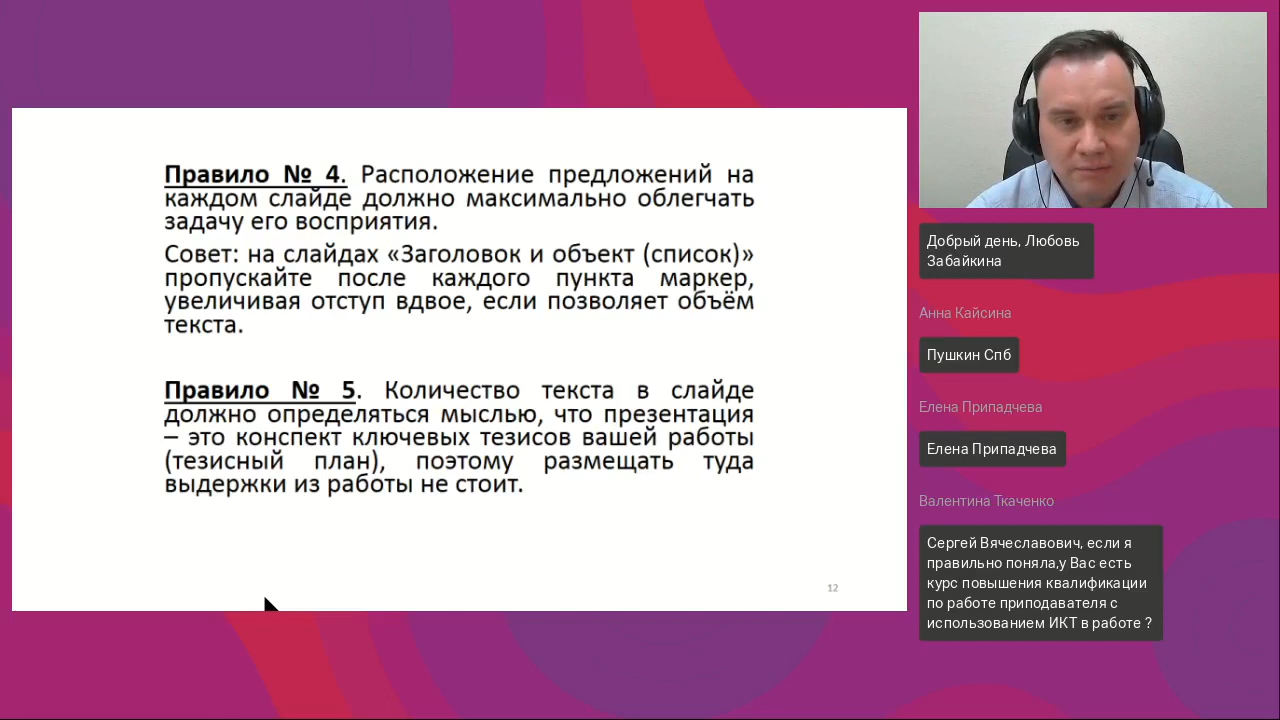 Правило № 4. Расположение предложений на
каждом слайде должно максимально облегчать
задачу его восприятия.
Совет: на слайдах «Заголовок и объект (список)»
пропускайте после каждого пункта маркер,
увеличивая отступ вдвое, если позволяет объём
текста.
Правило № 5. Количество текста в слайде
должно определяться мыслью, что презентация
– это конспект ключевых тезисов вашей работы
(тезисный план), поэтому размещать туда
выдержки из работы не стоит.
12
Добрый день, Любовь
Забайкина
Анна Кайсина
Пушкин Спб
Елена Припадчева
Елена Припадчева
Валентина Ткаченко
Сергей Вячеславович, если я
правильно поняла,у Вас есть
курс повышения квалификации
по работе приподавателя с
использованием ИКТ в работе ?